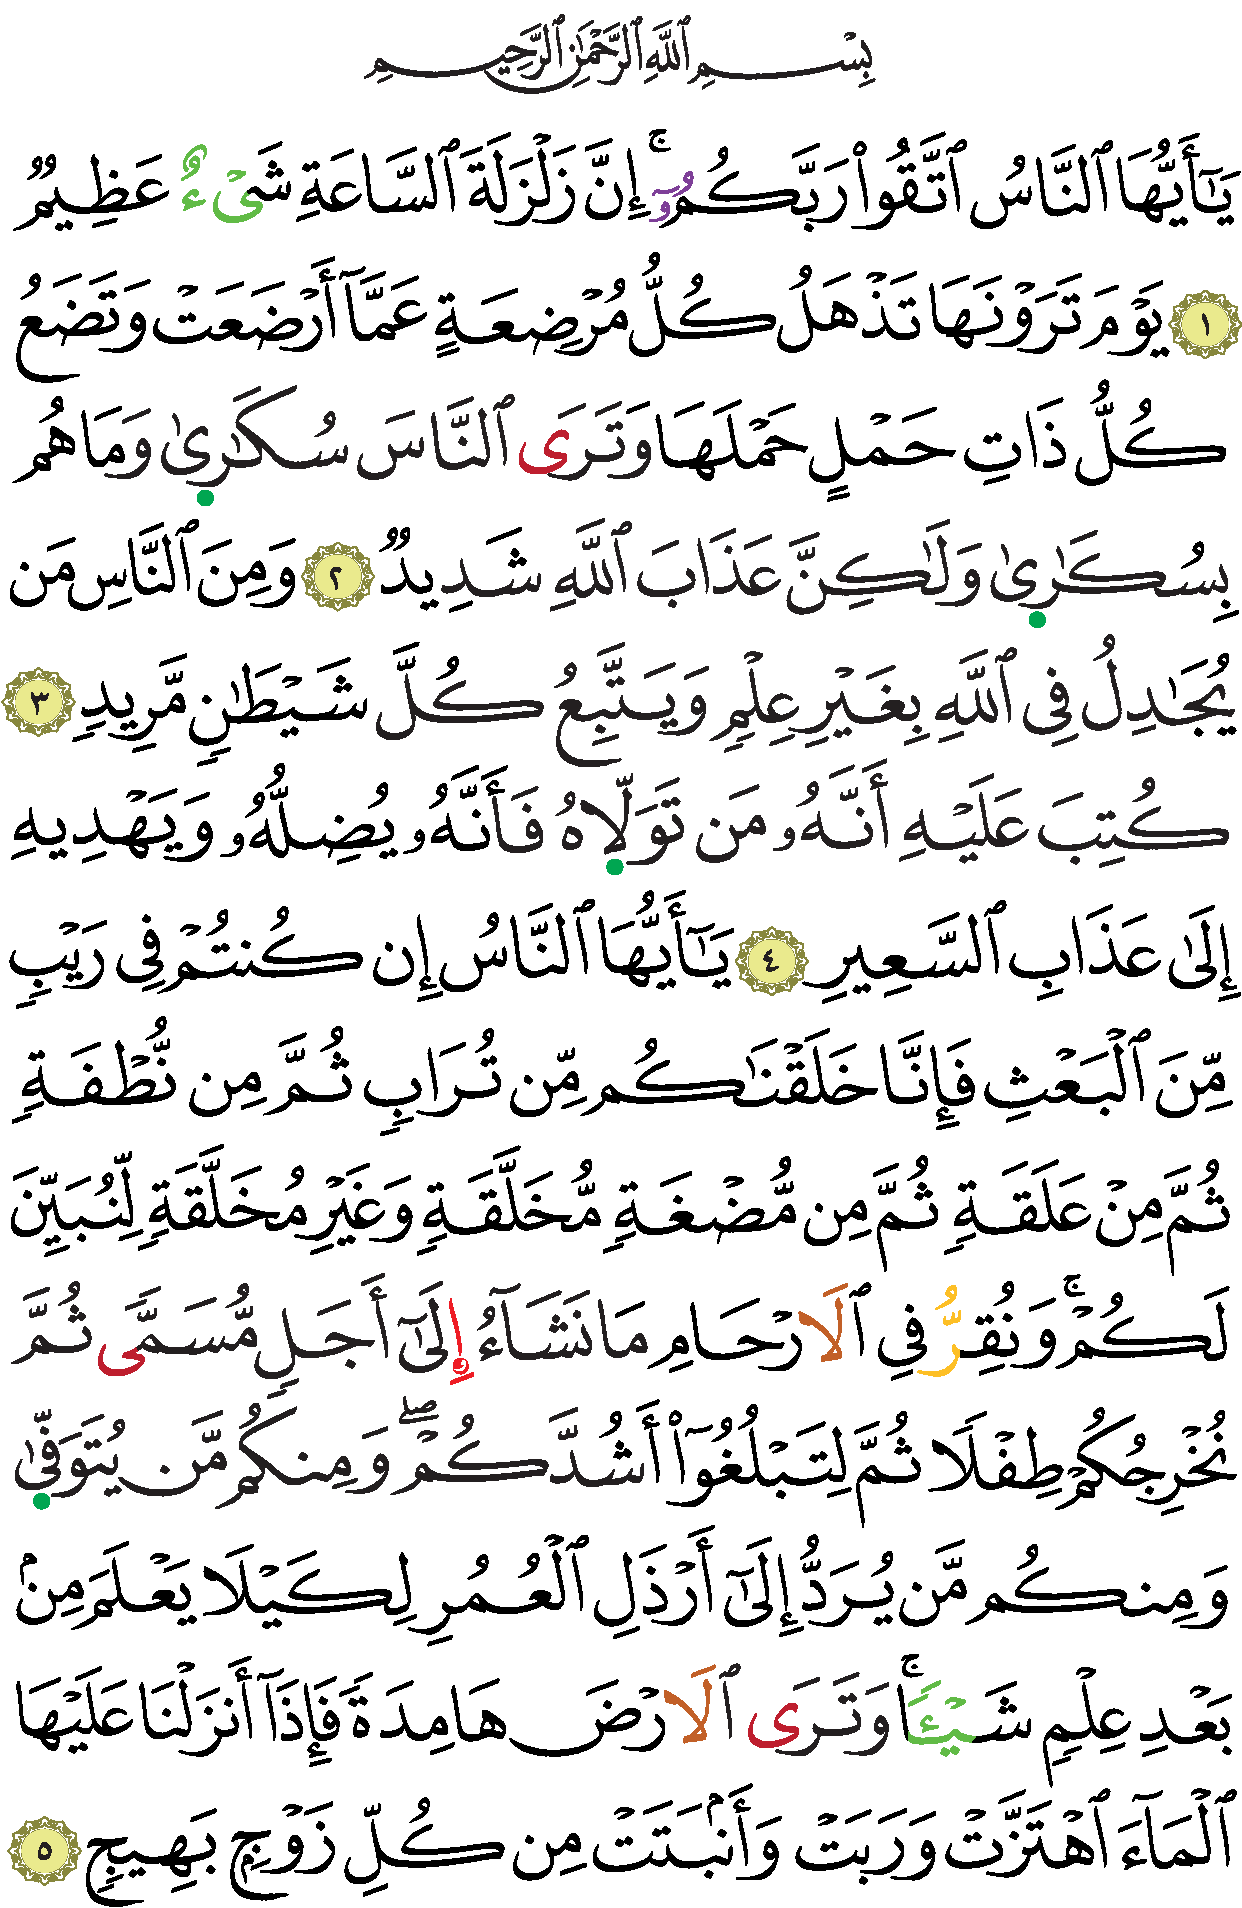 بِسْمِ ٱللَّهِ ٱلرَّحْمَٰنِ ٱلرَّحِيمِ
يَٰٓأَيُّهَا ٱلنَّاسُ ٱتَّقُوا۟ رَبَّكُمُۥٓۚ إِنَّ زَلْزَلَةَ ٱلسَّاعَةِ شَىْءٌ عَظِيمٌ
١ يَوْمَ تَرَوْنَهَا تَذْهَلُ كُلُّ مُرْضِعَةٍ عَمَّآ أَرْضَعَتْ وَتَضَعُ
كُلُّ ذَاتِ حَمْلٍ حَمْلَهَا وَتَرَى ٱلنَّاسَ سُكَٰرِىٰ وَمَا هُم
بِسُكَٰرِىٰ وَلَٰكِنَّ عَذَابَ ٱللَّهِ شَدِيدٌ ٢ وَمِنَ ٱلنَّاسِ مَن
يُجَٰدِلُ فِى ٱللَّهِ بِغَيْرِ عِلْمٍ وَيَتَّبِعُ كُلَّ شَيْطَٰنٍ مَّرِيدٍ ٣
كُتِبَ عَلَيْهِ أَنَّهُۥ مَن تَوَلَّاهُ فَأَنَّهُۥ يُضِلُّهُۥ وَيَهْدِيهِ
إِلَىٰ عَذَابِ ٱلسَّعِيرِ ٤ يَٰٓأَيُّهَا ٱلنَّاسُ إِن كُنتُمْ فِى رَيْبٍ
مِّنَ ٱلْبَعْثِ فَإِنَّا خَلَقْنَٰكُم مِّن تُرَابٍ ثُمَّ مِن نُّطْفَةٍ
ثُمَّ مِنْ عَلَقَةٍ ثُمَّ مِن مُّضْغَةٍ مُّخَلَّقَةٍ وَغَيْرِ مُخَلَّقَةٍ لِّنُبَيِّنَ
لَكُمْۚ وَنُقِرُّ فِى ٱلَارْحَامِ مَا نَشَآءُ إِلَىٰٓ أَجَلٍ مُّسَمًّى ثُمَّ
نُخْرِجُكُمْ طِفْلًا ثُمَّ لِتَبْلُغُوٓا۟ أَشُدَّكُمْۖ وَمِنكُم مَّن يُتَوَفِّىٰ
وَمِنكُم مَّن يُرَدُّ إِلَىٰٓ أَرْذَلِ ٱلْعُمُرِ لِكَيْلَا يَعْلَمَ مِنۢ
بَعْدِ عِلْمٍ شَيْـًٔاۚ وَتَرَى ٱلَارْضَ هَامِدَةً فَإِذَآ أَنزَلْنَا عَلَيْهَا
ٱلْمَآءَ ٱهْتَزَّتْ وَرَبَتْ وَأَنۢبَتَتْ مِن كُلِّ زَوْجٍۭ بَهِيجٍ ٥